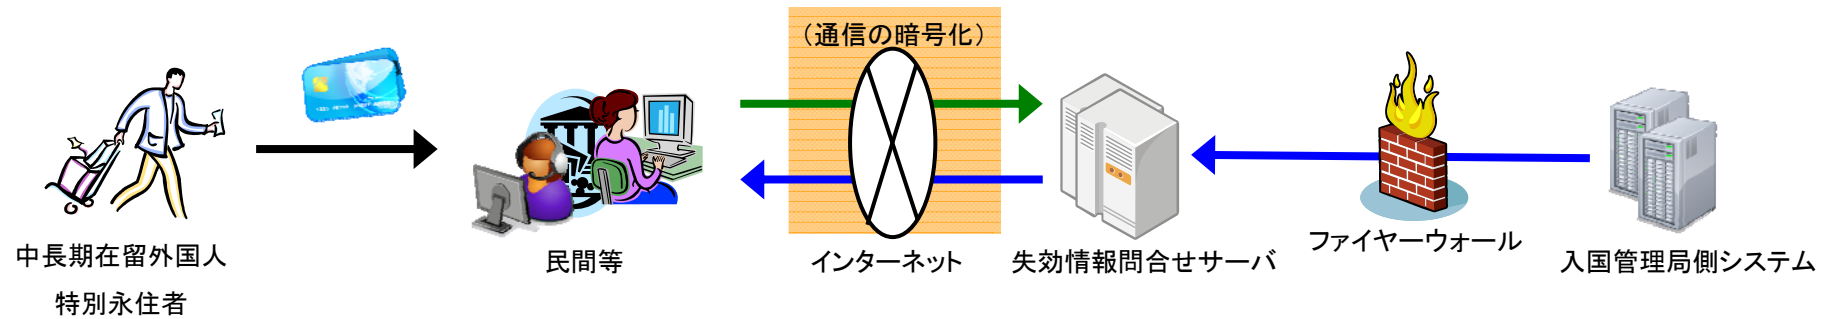 （通信の暗号化）
中長期在留外国人
特別永住者
民間等
インターネット
失効情報問合せサーバ
ファイヤーウォール
入国管理局側システム